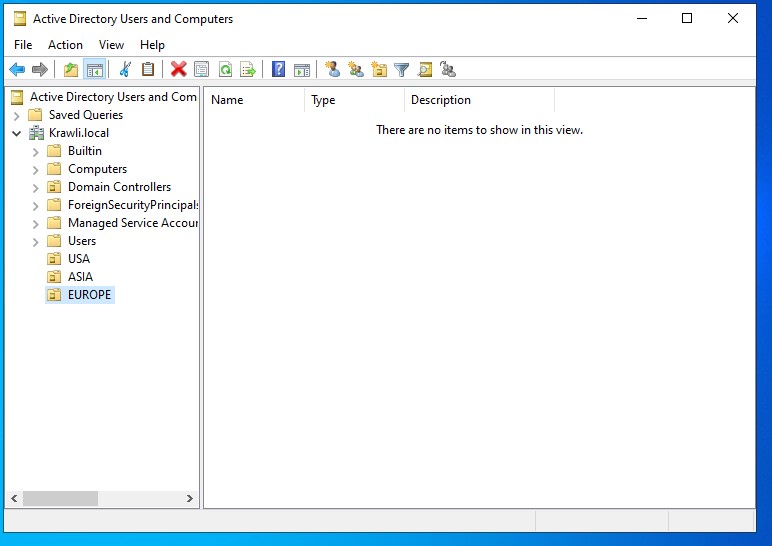 Active Directory Users and Computers
File Action View Help
Active Directory Users and Com
Saved Queries
Krawli.local
Builtin
Computers
Domain Controllers
ForeignSecurityPrincipals
Managed Service Accour
Users
USA
ASIA
EUROPE
Name Type Description
There are no items to show in this view.